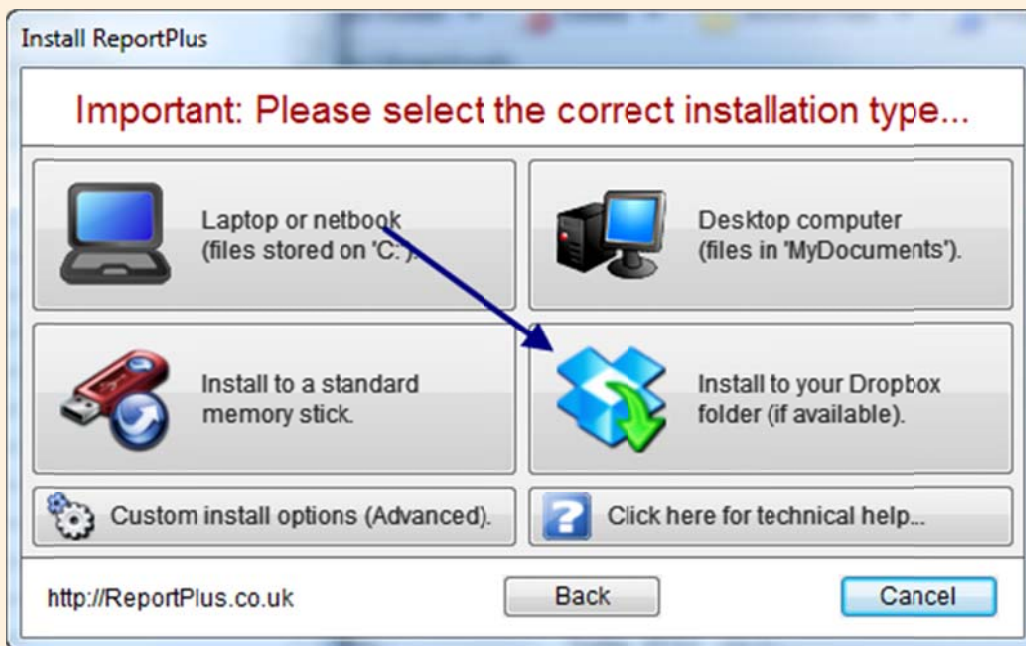 Install ReportPlus
Important: Please select the correct installation type...
Laptop or netbook
(files stored on 'C:').
Desktop computer
(files in 'MyDocuments').
Install to a standard
memory stick.
Install to your Dropbox
folder (if available).
Custom install options (Advanced).
?
Click here for technical help...
http://ReportPlus.co.uk
Back
Cancel